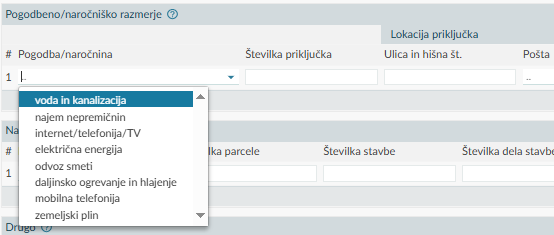 Pogodbeno/naročniško razmerje ?
Lokacija priključka
# Pogodba/naročnina Številka priključka Ulica in hišna št. Pošta
1 .. ..
voda in kanalizacija
najem nepremičnin
internet/telefonija/TV
električna energija
odvoz smeti
daljinsko ogrevanje in hlajenje
mobilna telefonija
zemeljski plin
Na
# lka parcele Številka stavbe Številka dela stavbe
1
Drugo ?